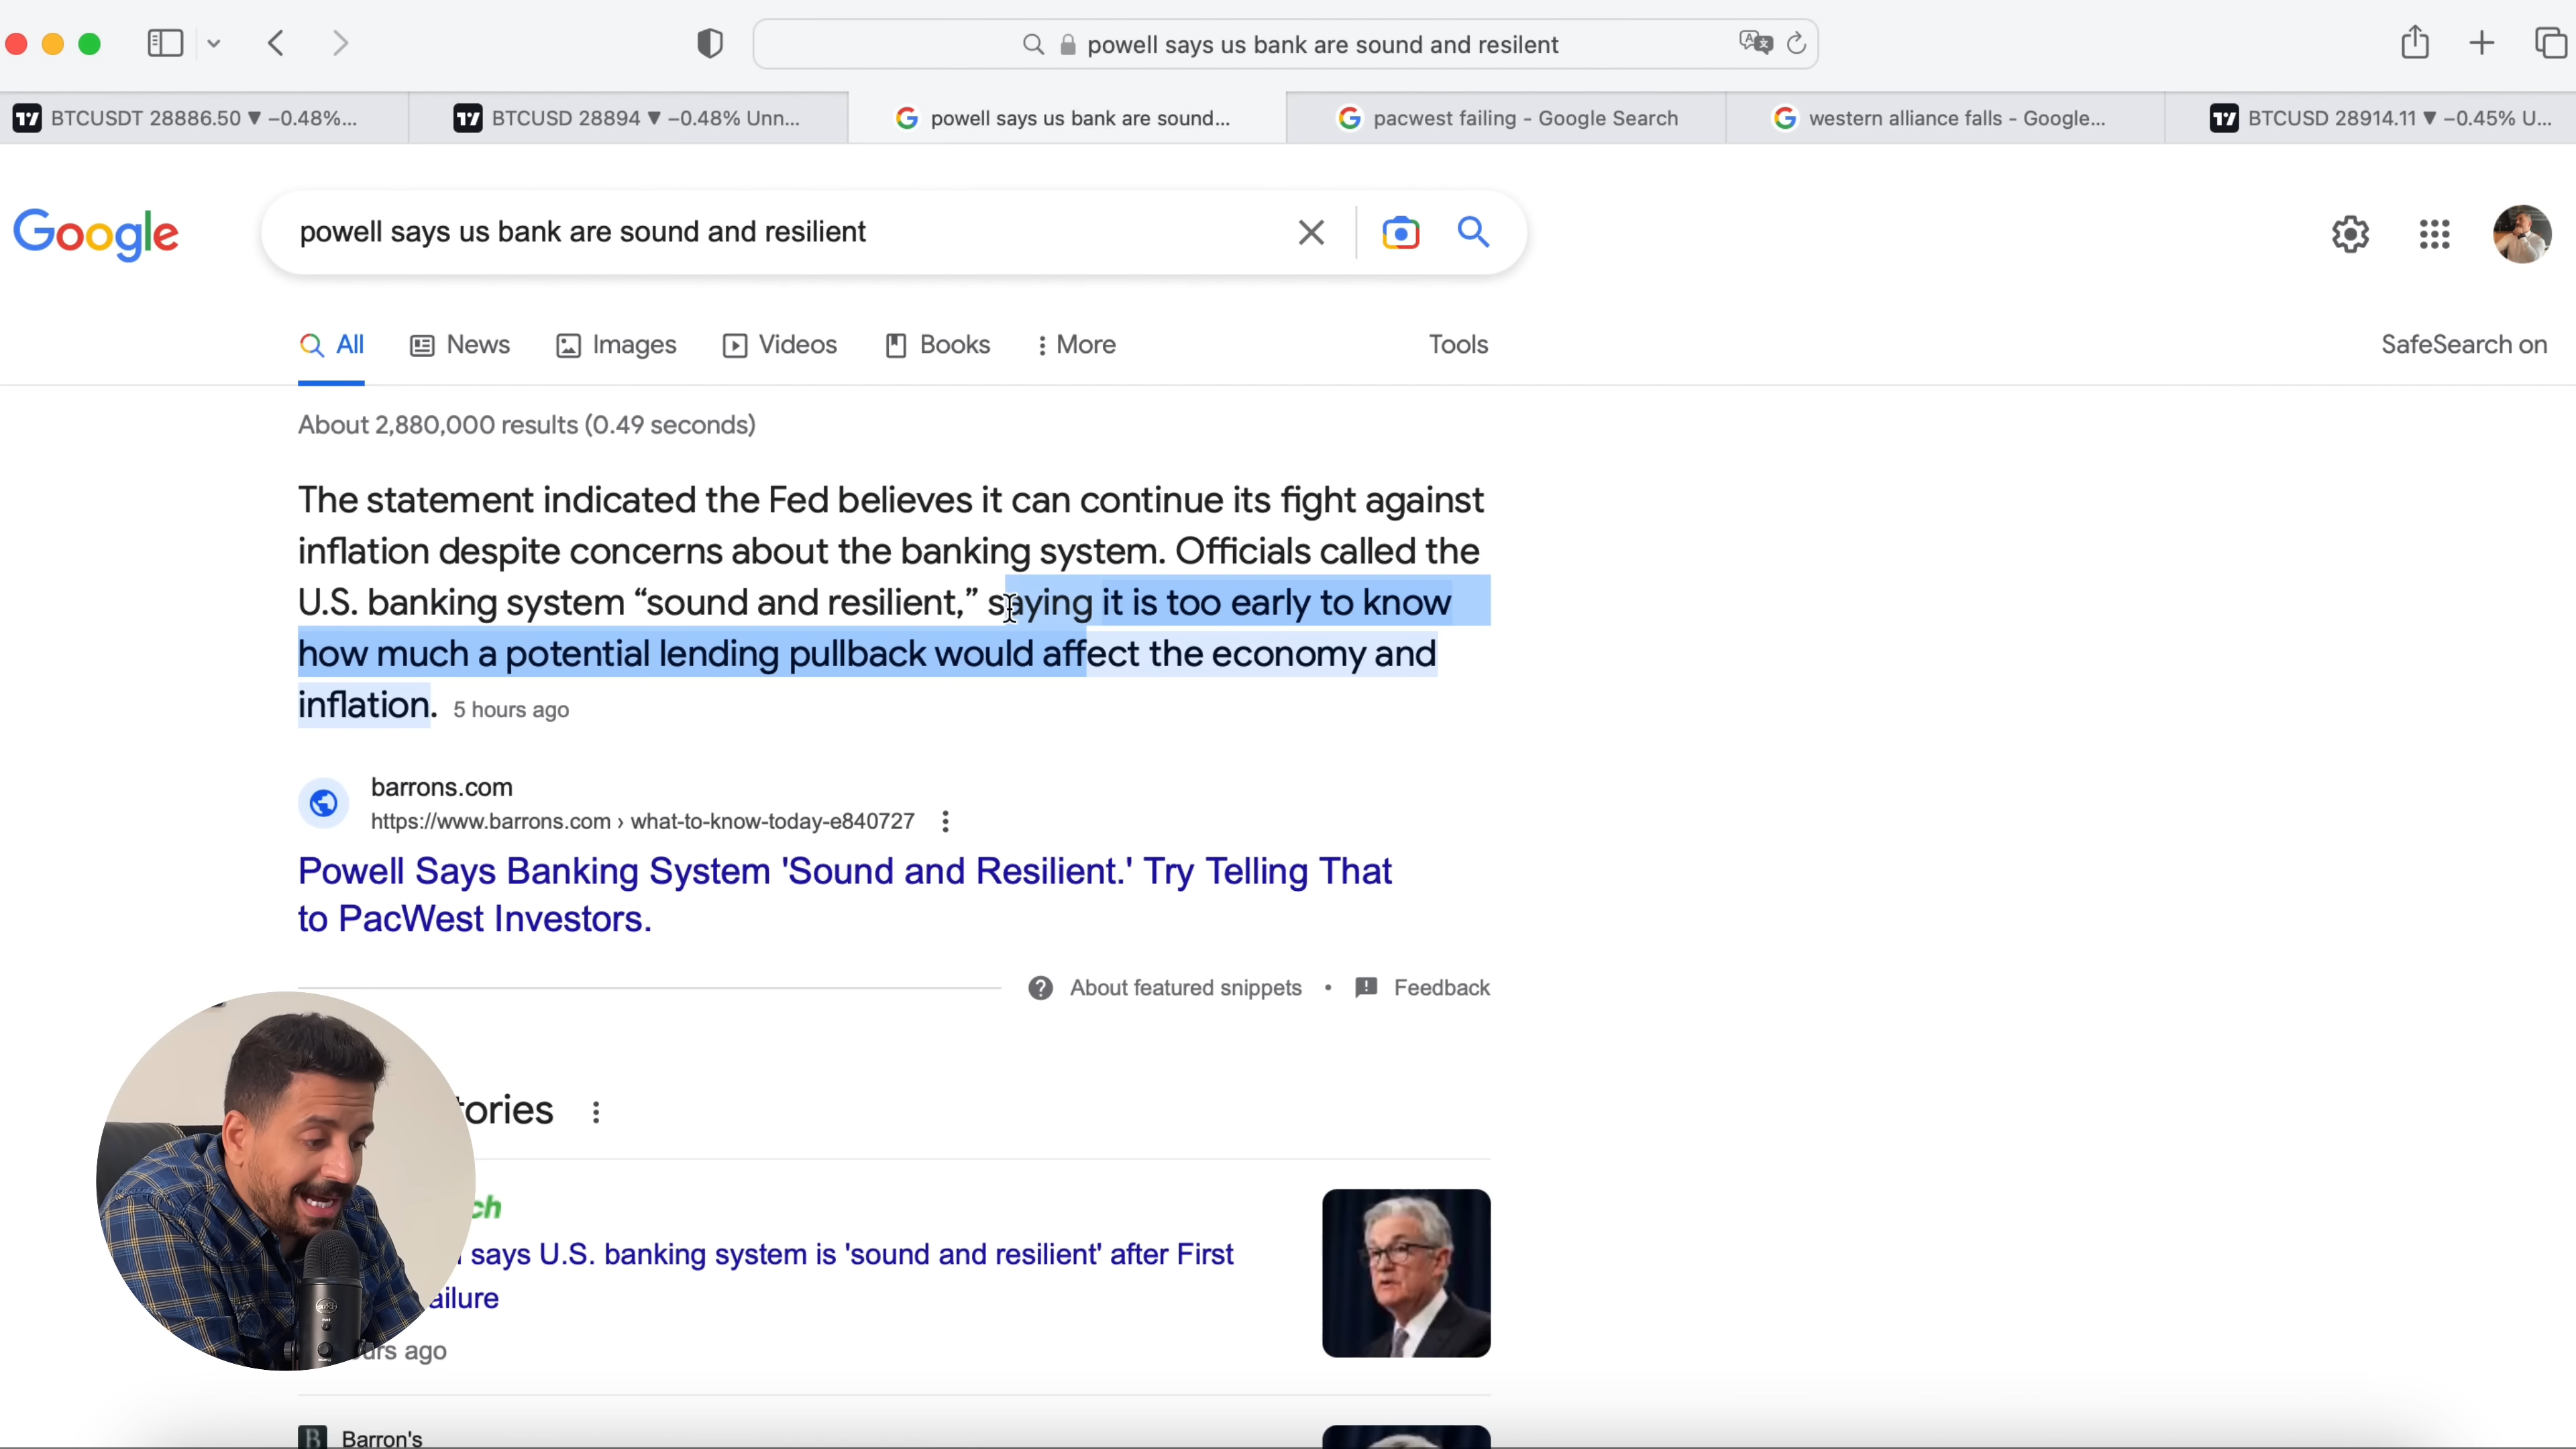 powell says us bank are sound and resilent
BTCUSDT 28886.50 ▼ −0.48%...
BTCUSD 28894 ▼ −0.48% Unn...
powell says us bank are sound...
pacwest failing - Google Search
western alliance falls - Google...
BTCUSD 28914.11 ▼ −0.45% U...
Google
powell says us bank are sound and resilient
All
News
Images
Videos
Books
More
Tools
SafeSearch on
About 2,880,000 results (0.49 seconds)
The statement indicated the Fed believes it can continue its fight against
inflation despite concerns about the banking system. Officials called the
U.S. banking system “sound and resilient,” saying it is too early to know
how much a potential lending pullback would affect the economy and
inflation. 5 hours ago
barrons.com
https://www.barrons.com › what-to-know-today-e840727
Powell Says Banking System 'Sound and Resilient.' Try Telling That
to PacWest Investors.
About featured snippets • Feedback
tories
ch
says U.S. banking system is 'sound and resilient' after First
ailure
urs ago
B Barron's